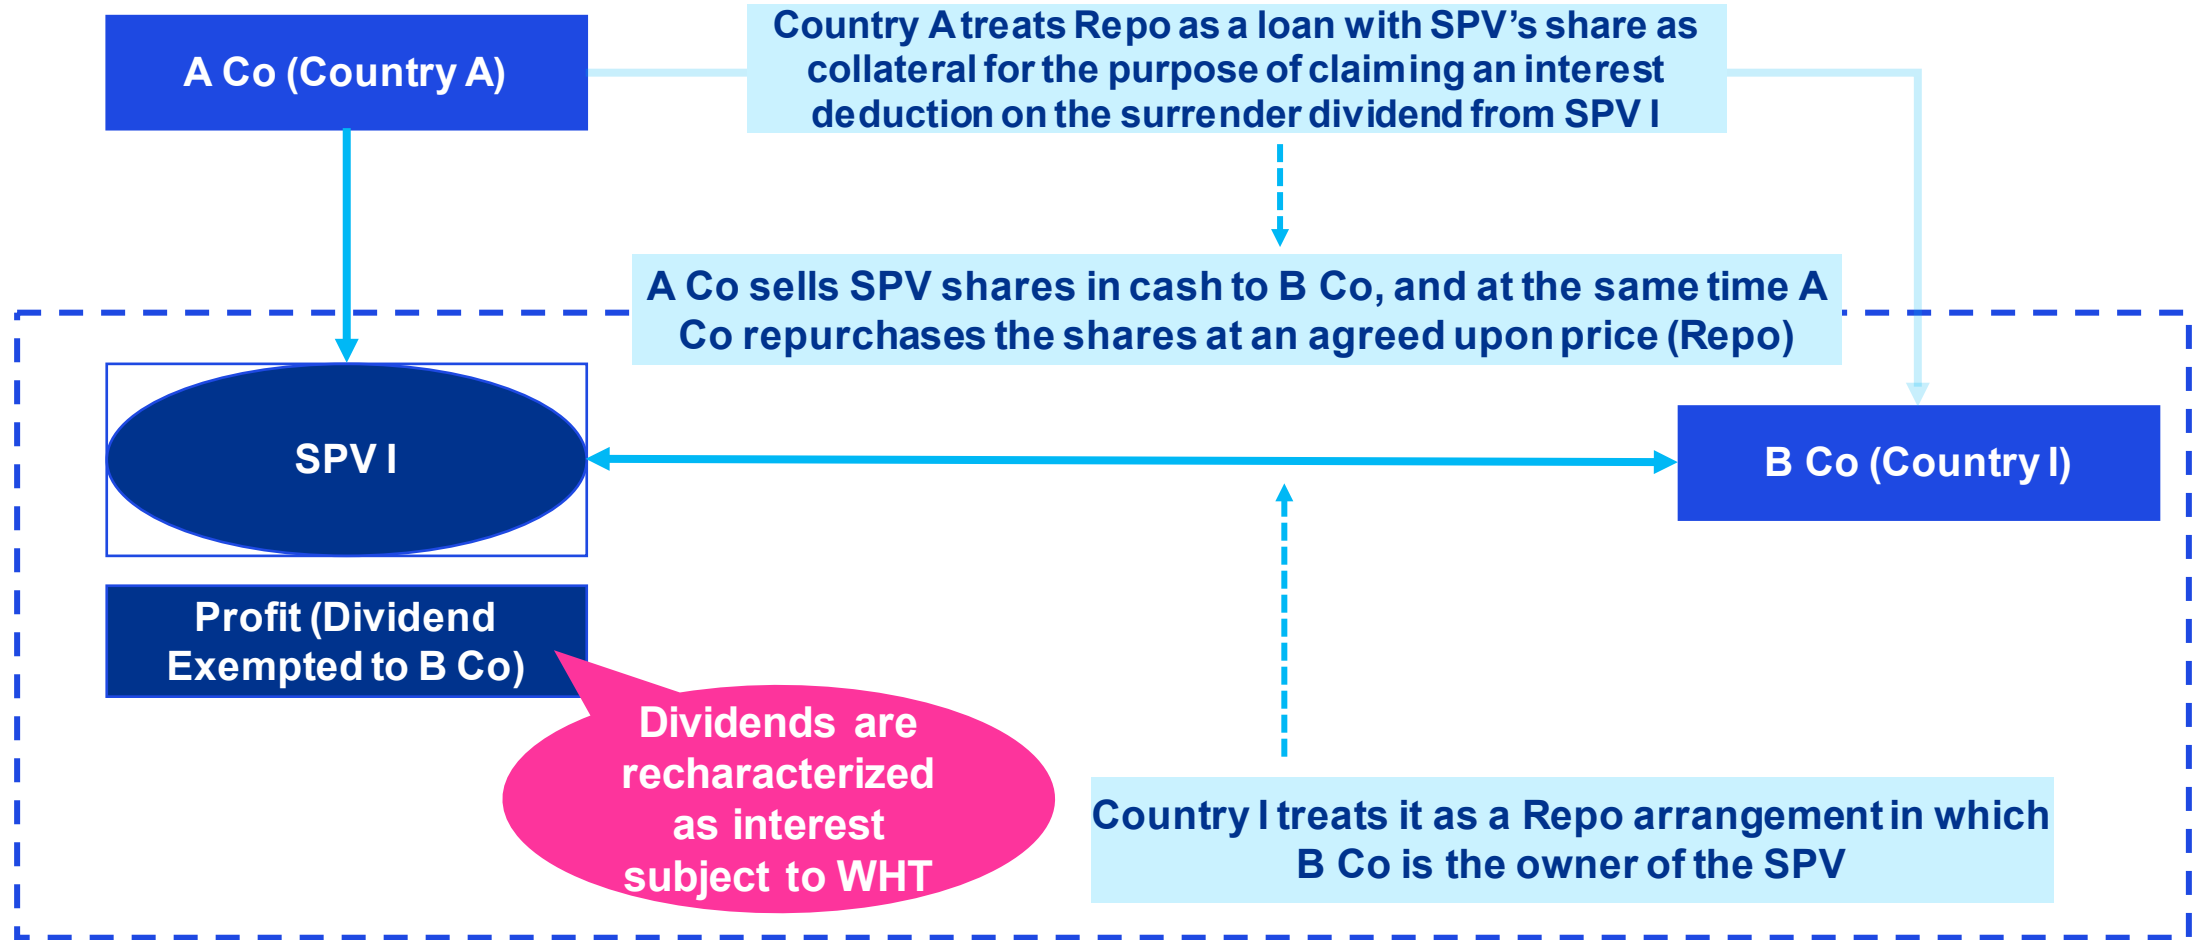 A Co (Country A)
Country A treats Repo as a loan with SPV's share as
collateral for the purpose of claiming an interest
deduction on the surrender dividend from SPV I
A Co sells SPV shares in cash to B Co, and at the same time A
Co repurchases the shares at an agreed upon price (Repo)
SPV I
B Co (Country I)
Profit (Dividend
Exempted to B Co)
Dividends are
recharacterized
as interest
subject to WHT
Country I treats it as a Repo arrangement in which
B Co is the owner of the SPV